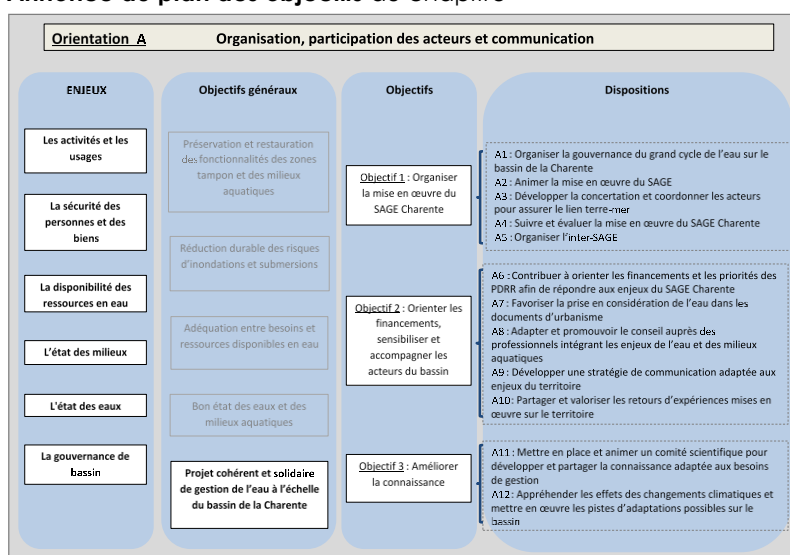 Annonce de plan des objectifs de chapitre
Orientation A Organisation, participation des acteurs et communication
ENJEUX
Les activités et les
usages
La sécurité des
personnes et des
biens
La disponibilité des
ressources en eau
L'état des milieux
L'état des eaux
La gouvernance de
bassin
Objectifs généraux
Préservation et restauration
des fonctionnalités des zones
tampon et des milieux
aquatiques
Réduction durable des risques
d'inondations et submersions
Adéquation entre besoins et
ressources disponibles en eau
Bon état des eaux et des
milieux aquatiques
Projet cohérent et solidaire
de gestion de l'eau à l'échelle
du bassin de la Charente
Objectifs
Objectif 1 : Organiser
la mise en œuvre du
SAGE Charente
Objectif 2 : Orienter les
financements,
sensibiliser et
accompagner les
acteurs du bassin
Objectif 3 : Améliorer
la connaissance
Dispositions
A1 : Organiser la gouvernance du grand cycle de l'eau sur le
bassin de la Charente
A2 : Animer la mise en œuvre du SAGE
A3 : Développer la concertation et coordonner les acteurs
pour assurer le lien terre-mer
A4 : Suivre et évaluer la mise en œuvre du SAGE Charente
A5 : Organiser l'inter-SAGE
A6 : Contribuer à orienter les financements et les priorités des
PDRR afin de répondre aux enjeux du SAGE Charente
A7 : Favoriser la prise en considération de l'eau dans les
documents d'urbanisme
A8 : Adapter et promouvoir le conseil auprès des
professionnels intégrant les enjeux de l'eau et des milieux
aquatiques
A9 : Développer une stratégie de communication adaptée aux
enjeux du territoire
A10 : Partager et valoriser les retours d'expériences mises en
œuvre sur le territoire
A11 : Mettre en place et animer un comité scientifique pour
développer et partager la connaissance adaptée aux besoins
de gestion
A12 : Appréhender les effets des changements climatiques et
mettre en œuvre les pistes d'adaptations possibles sur le
bassin